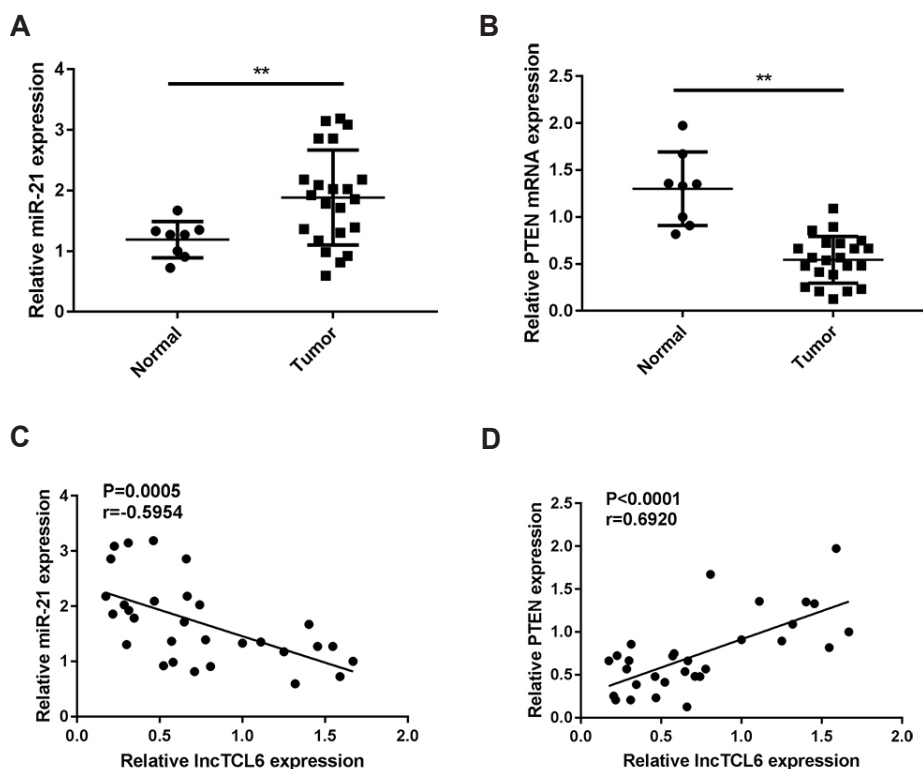 A
Relative miR-21 expression
4
3
2
1
0
**
Normal
Tumor
B
Relative PTEN mRNA expression
2.5
2.0
1.5
1.0
0.5
0.0
**
Normal
Tumor
C
P=0.0005
r=-0.5954
Relative miR-21 expression
4
3
2
1
0
0.0
0.5
1.0
1.5
2.0
Relative lncTCL6 expression
D
P<0.0001
r=0.6920
Relative PTEN expression
2.5
2.0
1.5
1.0
0.5
0.0
0.0
0.5
1.0
1.5
2.0
Relative lncTCL6 expression